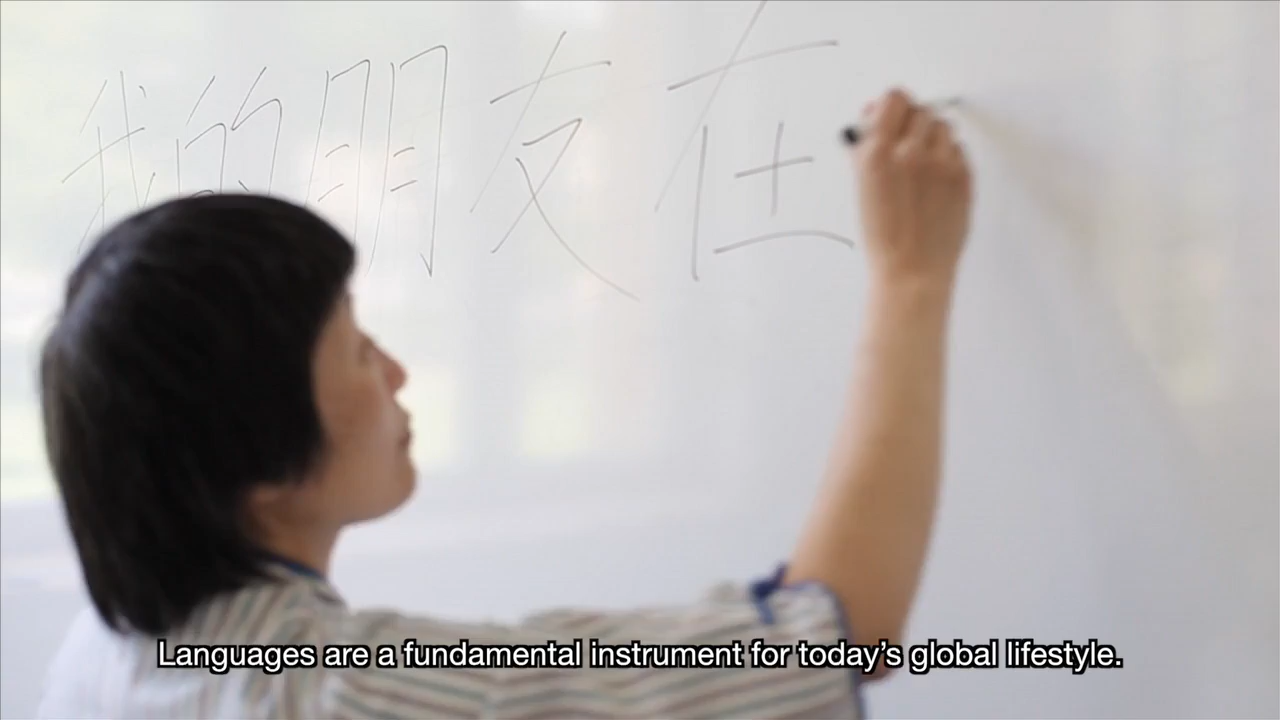 我的朋友在
Languages are a fundamental instrument for today's global lifestyle.